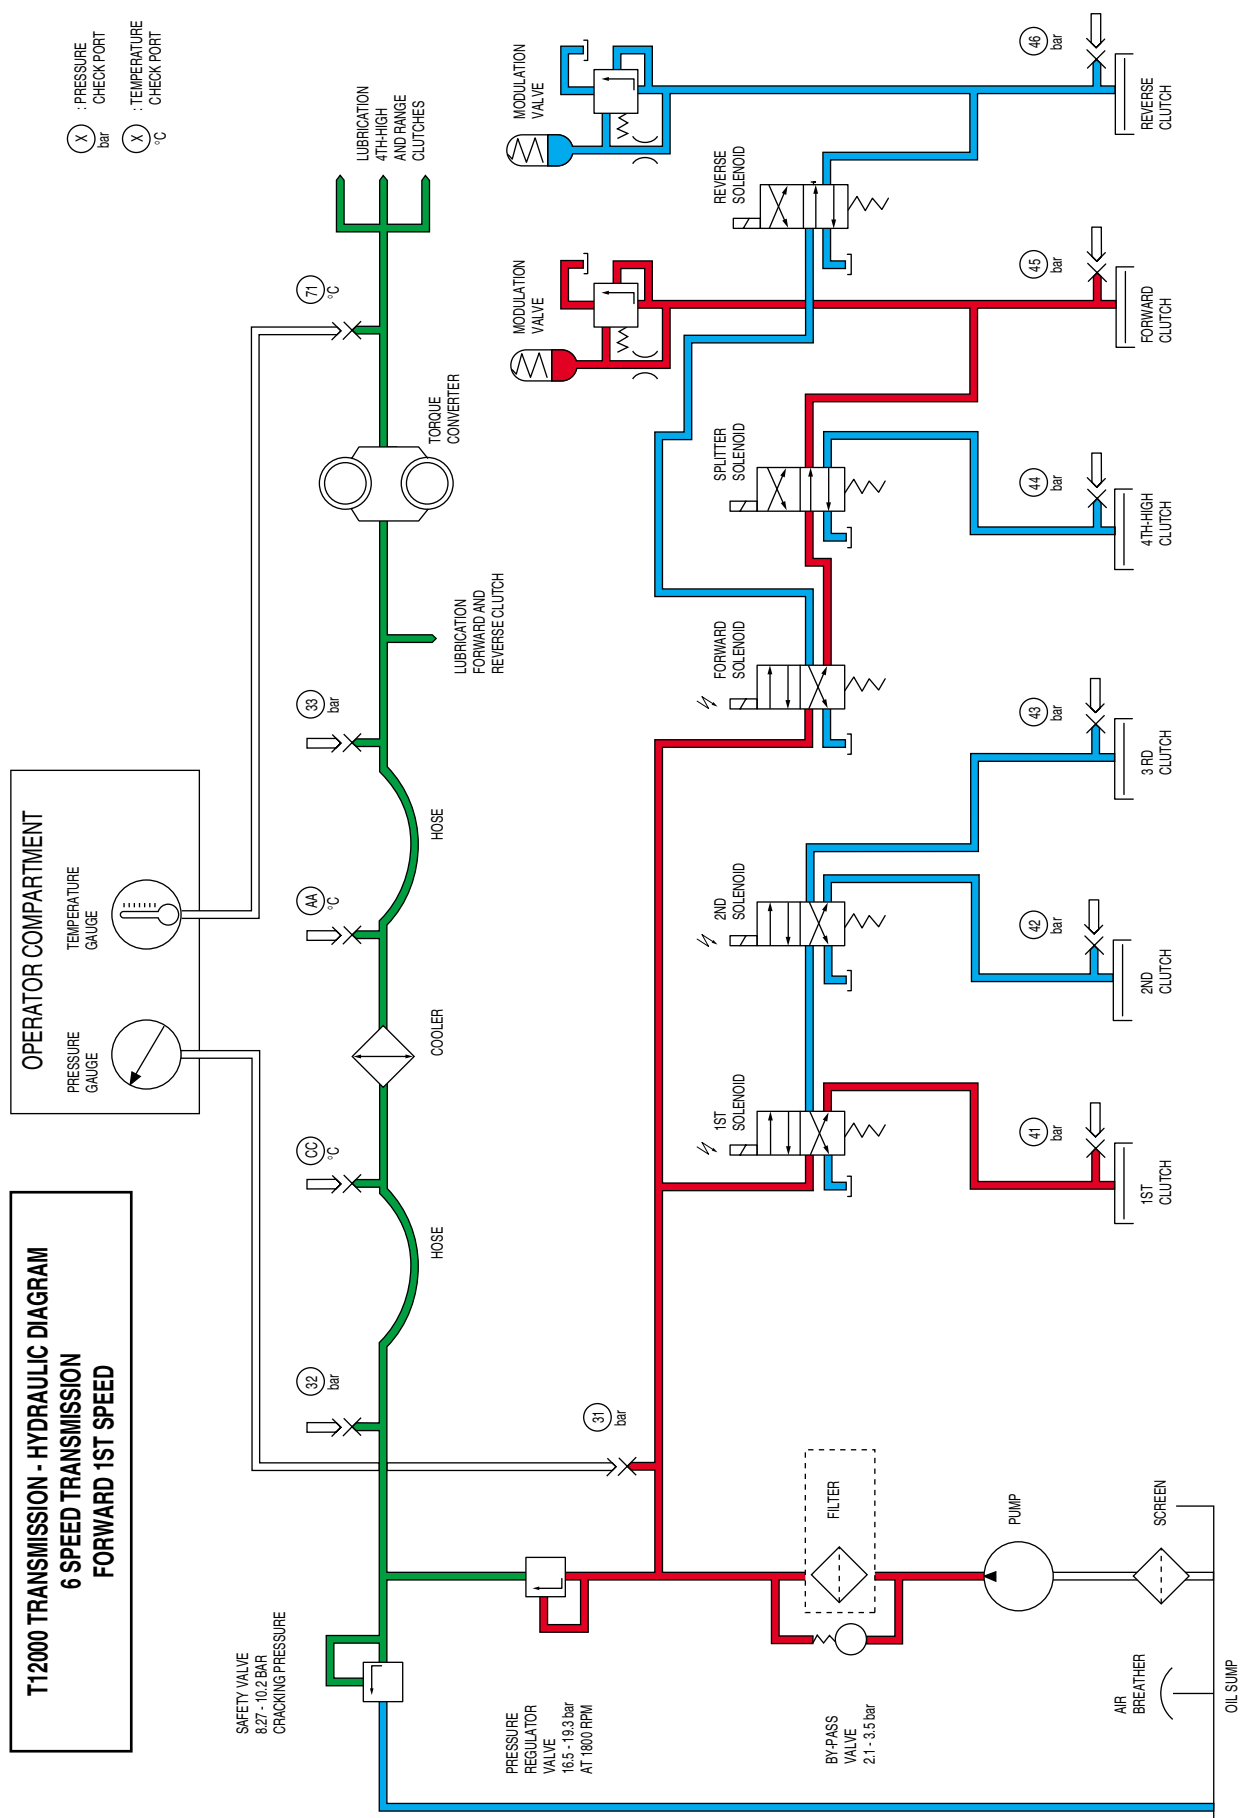 T12000 TRANSMISSION - HYDRAULIC DIAGRAM
6 SPEED TRANSMISSION
FORWARD 1ST SPEED
OPERATOR COMPARTMENT
PRESSURE
GAUGE
TEMPERATURE
GAUGE
X
bar
: PRESSURE
CHECK PORT
X
°C
: TEMPERATURE
CHECK PORT
SAFETY VALVE
8.27 - 10.2 BAR
CRACKING PRESSURE
32
bar
HOSE
CC
°C
COOLER
AA
°C
HOSE
33
bar
LUBRICATION
FORWARD AND
REVERSE CLUTCH
TORQUE
CONVERTER
71
°C
LUBRICATION
4TH-HIGH
AND RANGE
CLUTCHES
PRESSURE
REGULATOR
VALVE
16.5 - 19.3 bar
AT 1800 RPM
31
bar
MODULATION
VALVE
MODULATION
VALVE
1ST
SOLENOID
2ND
SOLENOID
FORWARD
SOLENOID
SPLITTER
SOLENOID
REVERSE
SOLENOID
BY-PASS
VALVE
2.1 - 3.5 bar
FILTER
PUMP
SCREEN
AIR
BREATHER
OIL SUMP
41
bar
42
bar
43
bar
44
bar
45
bar
46
bar
1ST
CLUTCH
2ND
CLUTCH
3 RD
CLUTCH
4TH-HIGH
CLUTCH
FORWARD
CLUTCH
REVERSE
CLUTCH